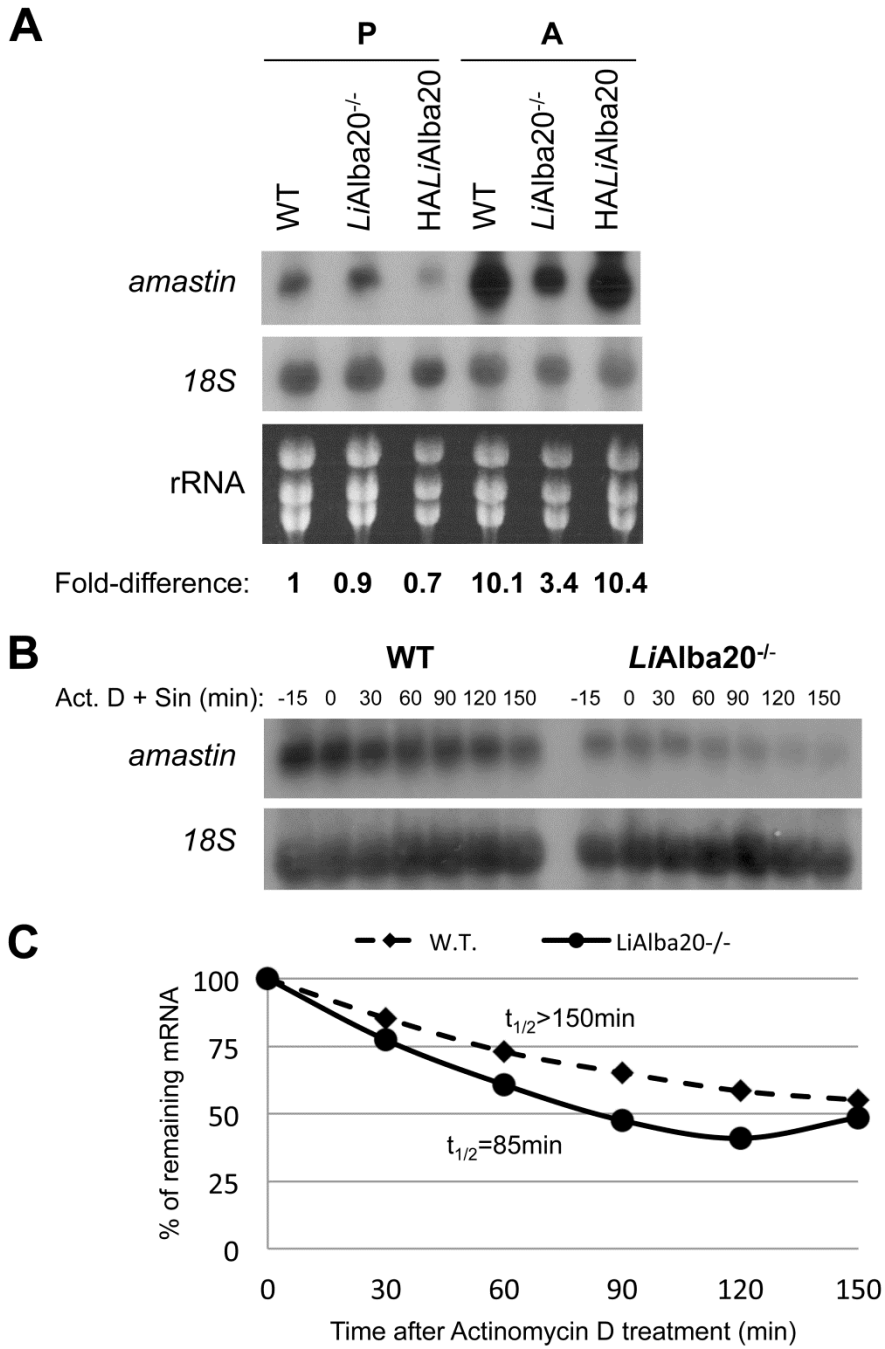 A
P A
WT LiAlba20-/- HALiAlba20 WT LiAlba20-/- HALiAlba20
amastin
18S
rRNA
Fold-difference: 1 0.9 0.7 10.1 3.4 10.4
B
WT LiAlba20-/-
Act. D + Sin (min): -15 0 30 60 90 120 150 -15 0 30 60 90 120 150
amastin
18S
C
W.T. LiAlba20-/-
% of remaining mRNA
100
75
50
25
0
t1/2>150min
t1/2=85min
0 30 60 90 120 150
Time after Actinomycin D treatment (min)